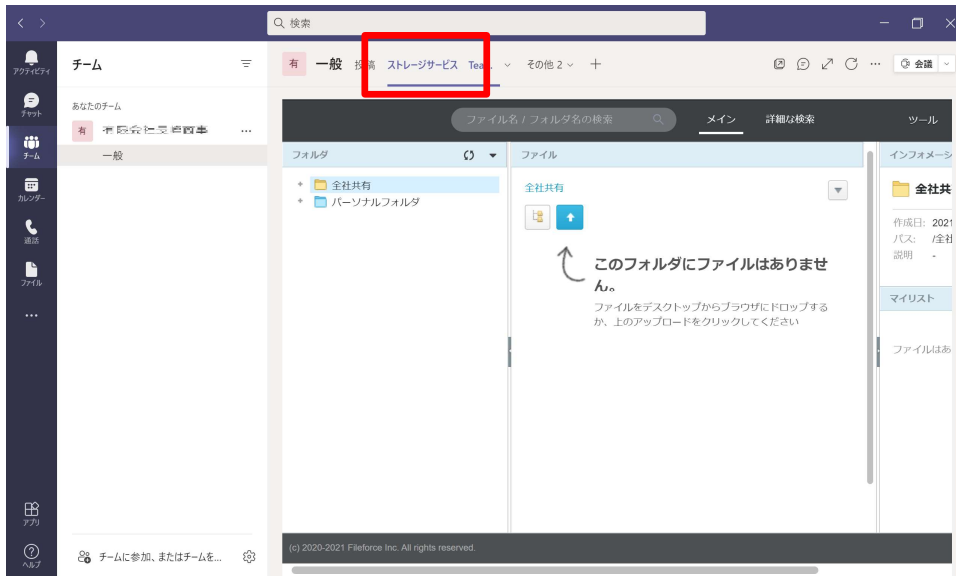 検索
アクティビティ
チャット
チーム
カレンダー
通話
ファイル
アプリ
ヘルプ
チーム
あなたのチーム
有
一般
チームに参加、またはチームを...
有 一般 投稿 ストレージサービス Tea... その他 2
会議
ファイル名 / フォルダ名の検索 メイン 詳細な検索 ツール
フォルダ
全社共有
パーソナルフォルダ
ファイル
全社共有
このフォルダにファイルはありませ
ん。
ファイルをデスクトップからブラウザにドロップする
か、上のアップロードをクリックしてください
インフォメーシ
全社共
作成日: 2021
パス: /全社
説明 -
マイリスト
ファイルはあ
(c) 2020-2021 Fileforce Inc. All rights reserved.